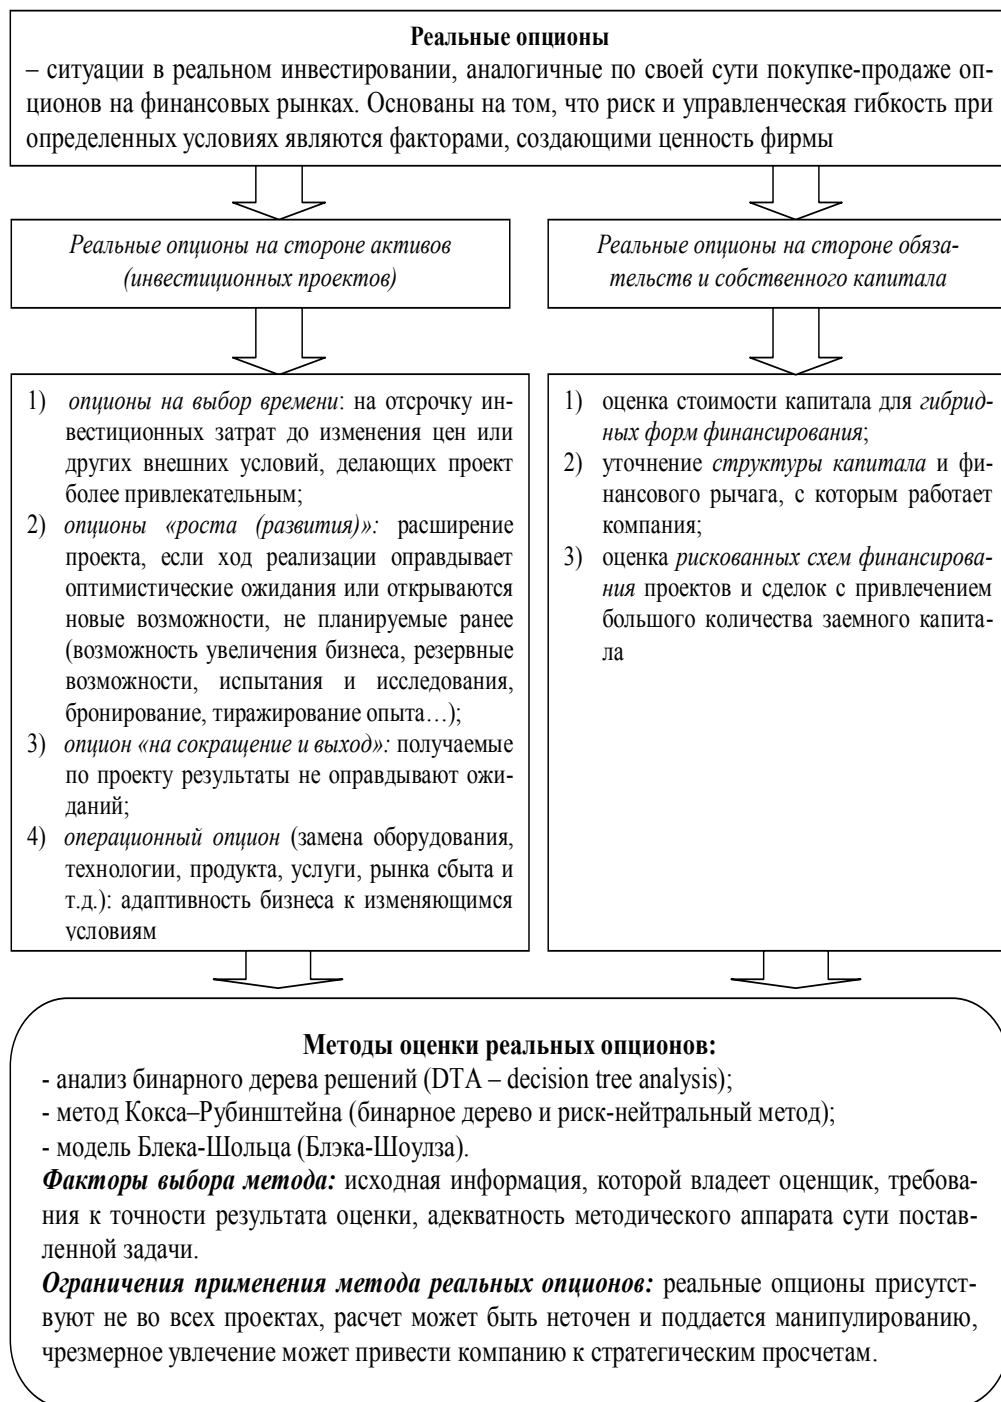 Реальные опционы
– ситуации в реальном инвестировании, аналогичные по своей сути покупке-продаже оп-
ционов на финансовых рынках. Основаны на том, что риск и управленческая гибкость при
определенных условиях являются факторами, создающими ценность фирмы
Реальные опционы на стороне активов
(инвестиционных проектов)
Реальные опционы на стороне обяза-
тельств и собственного капитала
1) опционы на выбор времени: на отсрочку ин-
вестиционных затрат до изменения цен или
других внешних условий, делающих проект
более привлекательным;
2) опционы «роста (развития)»: расширение
проекта, если ход реализации оправдывает
оптимистические ожидания или открываются
новые возможности, не планируемые ранее
(возможность увеличения бизнеса, резервные
возможности, испытания и исследования,
бронирование, тиражирование опыта…);
3) опцион «на сокращение и выход»: получаемые
по проекту результаты не оправдывают ожи-
даний;
4) операционный опцион (замена оборудования,
технологии, продукта, услуги, рынка сбыта и
т.д.): адаптивность бизнеса к изменяющимся
условиям
1) оценка стоимости капитала для гибрид-
ных форм финансирования;
2) уточнение структуры капитала и фи-
нансового рычага, с которым работает
компания;
3) оценка рискованных схем финансирова-
ния проектов и сделок с привлечением
большого количества заемного капита-
ла
Методы оценки реальных опционов:
- анализ бинарного дерева решений (DTA – decision tree analysis);
- метод Кокса–Рубинштейна (бинарное дерево и риск-нейтральный метод);
- модель Блека-Шольца (Блэка-Шоулза).
Факторы выбора метода: исходная информация, которой владеет оценщик, требова-
ния к точности результата оценки, адекватность методического аппарата сути постав-
ленной задачи.
Ограничения применения метода реальных опционов: реальные опционы присутст-
вуют не во всех проектах, расчет может быть неточен и поддается манипулированию,
чрезмерное увлечение может привести компанию к стратегическим просчетам.